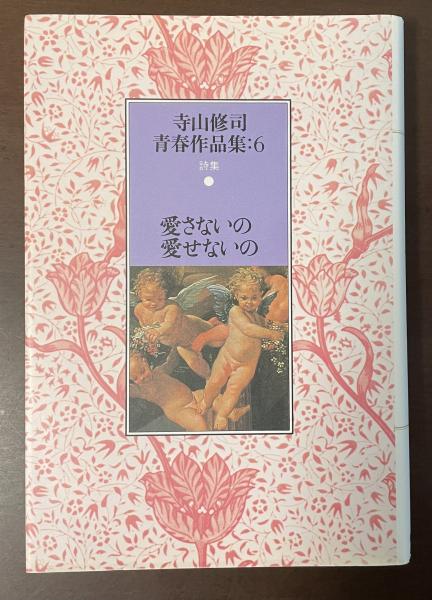 寺山修司
青春作品集:6
詩集
愛さないの
愛せないの